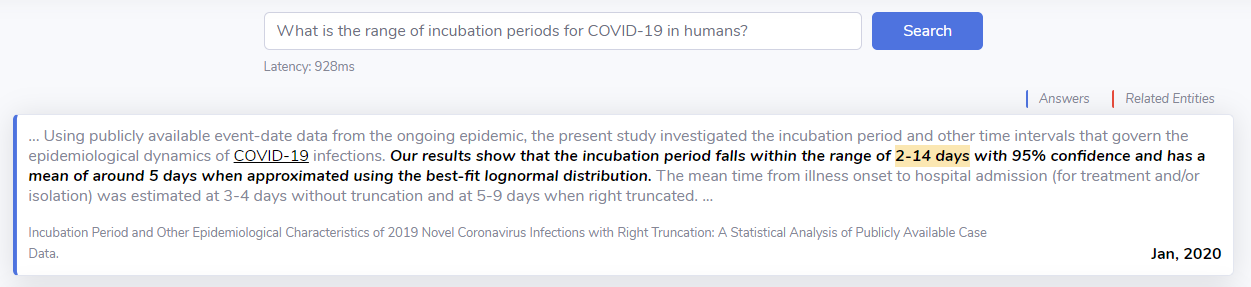 What is the range of incubation periods for COVID-19 in humans?
Search
Latency: 928ms
Answers
Related Entities
... Using publicly available event-date data from the ongoing epidemic, the present study investigated the incubation period and other time intervals that govern the
epidemiological dynamics of COVID-19 infections. Our results show that the incubation period falls within the range of 2-14 days with 95% confidence and has a
mean of around 5 days when approximated using the best-fit lognormal distribution. The mean time from illness onset to hospital admission (for treatment and/or
isolation) was estimated at 3-4 days without truncation and at 5-9 days when right truncated. ...
Incubation Period and Other Epidemiological Characteristics of 2019 Novel Coronavirus Infections with Right Truncation: A Statistical Analysis of Publicly Available Case
Data.
Jan, 2020